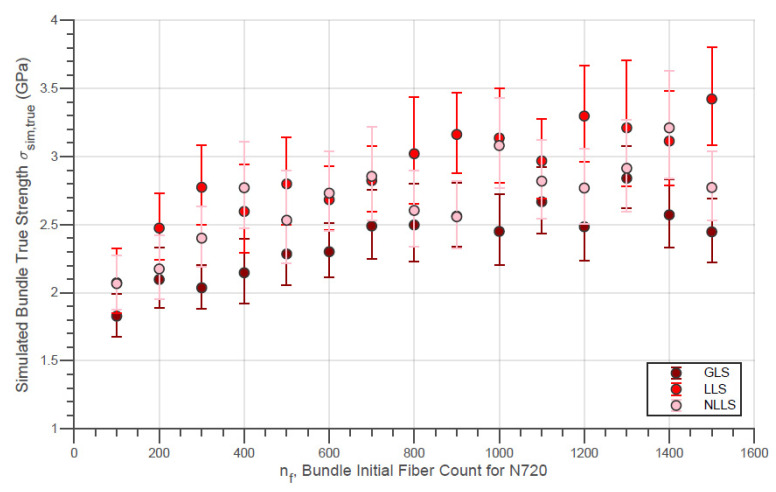 Simulated Bundle True Strength σsim,true (GPa)
4
3.5
3
2.5
2
1.5
1
0 200 400 600 800 1000 1200 1400 1600
nf, Bundle Initial Fiber Count for N720
GLS
LLS
NLLS